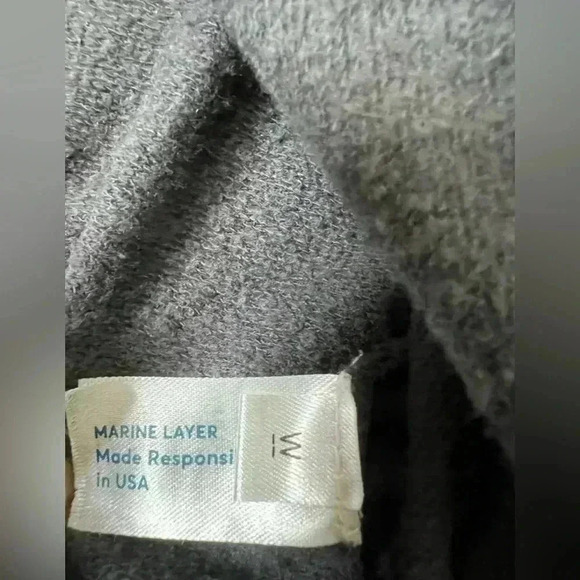 MARINE LAYER
Made Responsi
in USA